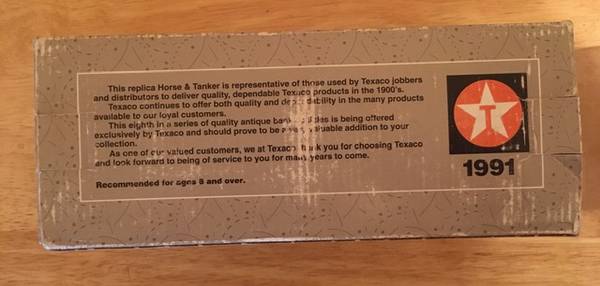 This replica Horse & Tanker is representative of those used by Texaco jobbers
and distributors to deliver quality, dependable Texaco products in the 1900's.
Texaco continues to offer both quality and dependability in the many products
available to our loyal customers.
This eighth in a series of quality antique bank is being offered
exclusively by Texaco and should prove to be a valuable addition to your
collection.
As one of our valued customers, we at Texaco thank you for choosing Texaco
and look forward to being of service to you for many years to come.
Recommended for ages 8 and over.
T
1991